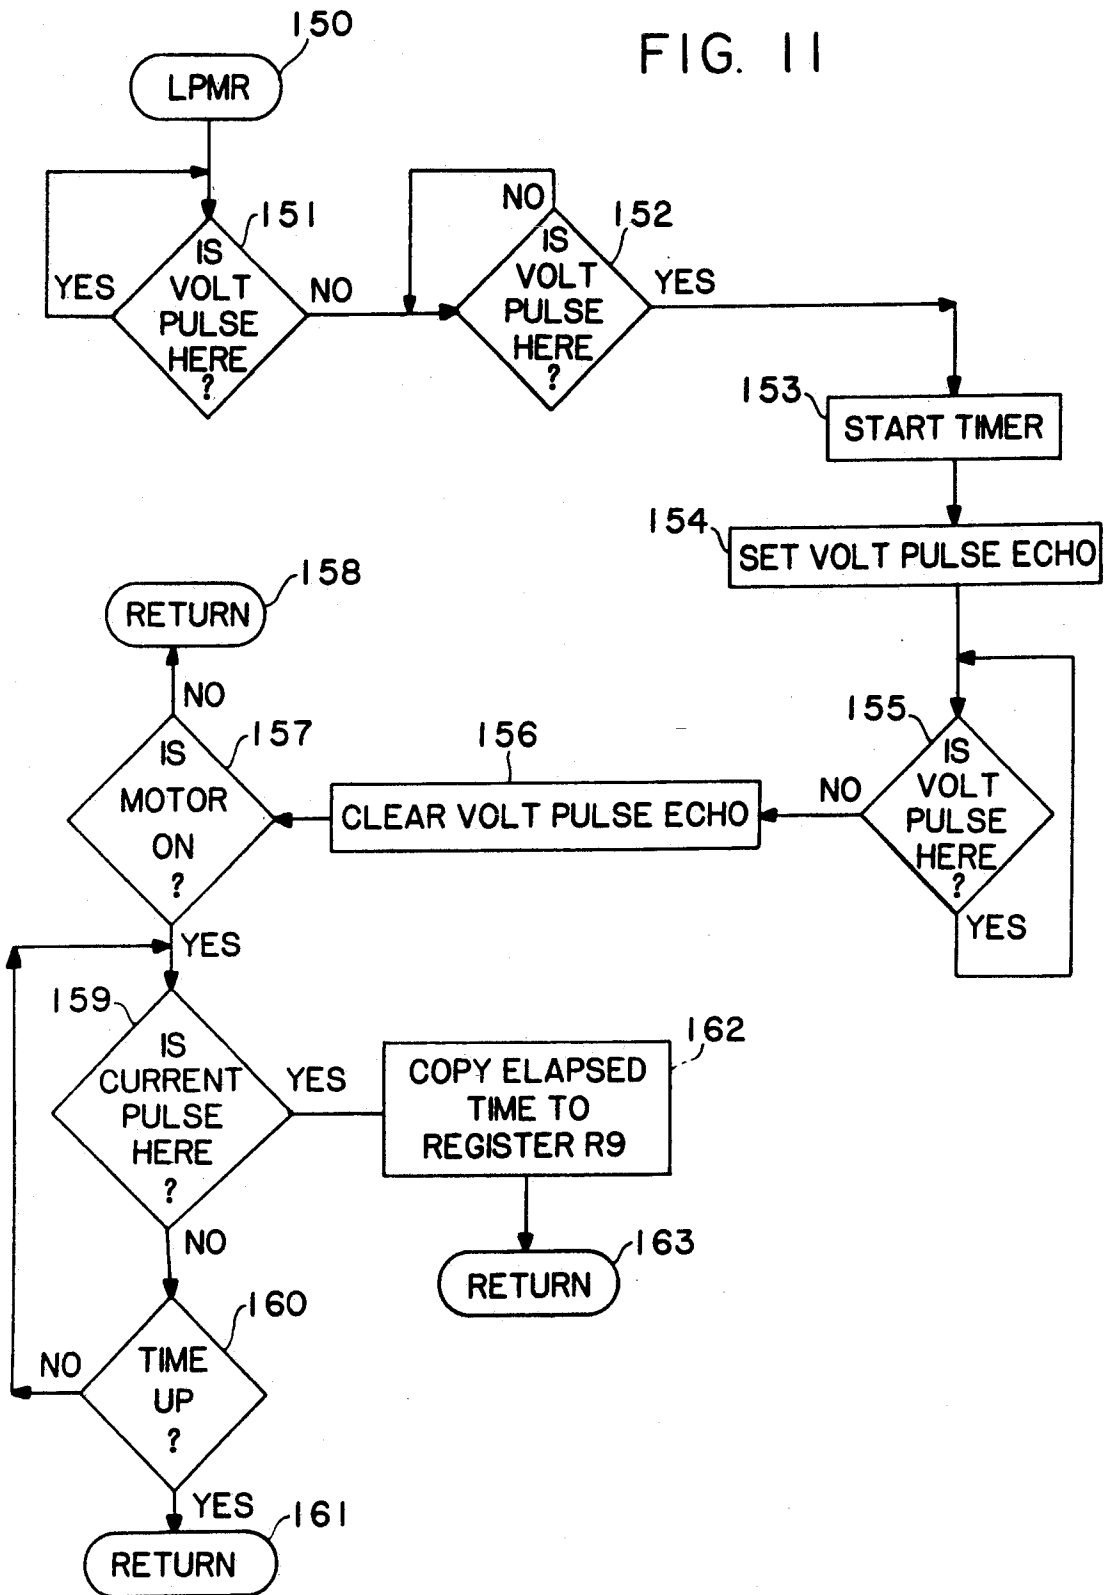 FIG. 11
150
LPMR
151
IS
VOLT
PULSE
HERE
?
YES
NO
152
NO
IS
VOLT
PULSE
HERE
?
YES
153
START TIMER
154
SET VOLT PULSE ECHO
155
IS
VOLT
PULSE
HERE
?
NO
YES
156
CLEAR VOLT PULSE ECHO
157
IS
MOTOR
ON
?
NO
158
RETURN
YES
159
IS
CURRENT
PULSE
HERE
?
YES
162
COPY ELAPSED
TIME TO
REGISTER R9
163
RETURN
NO
160
TIME
UP
?
NO
YES
161
RETURN